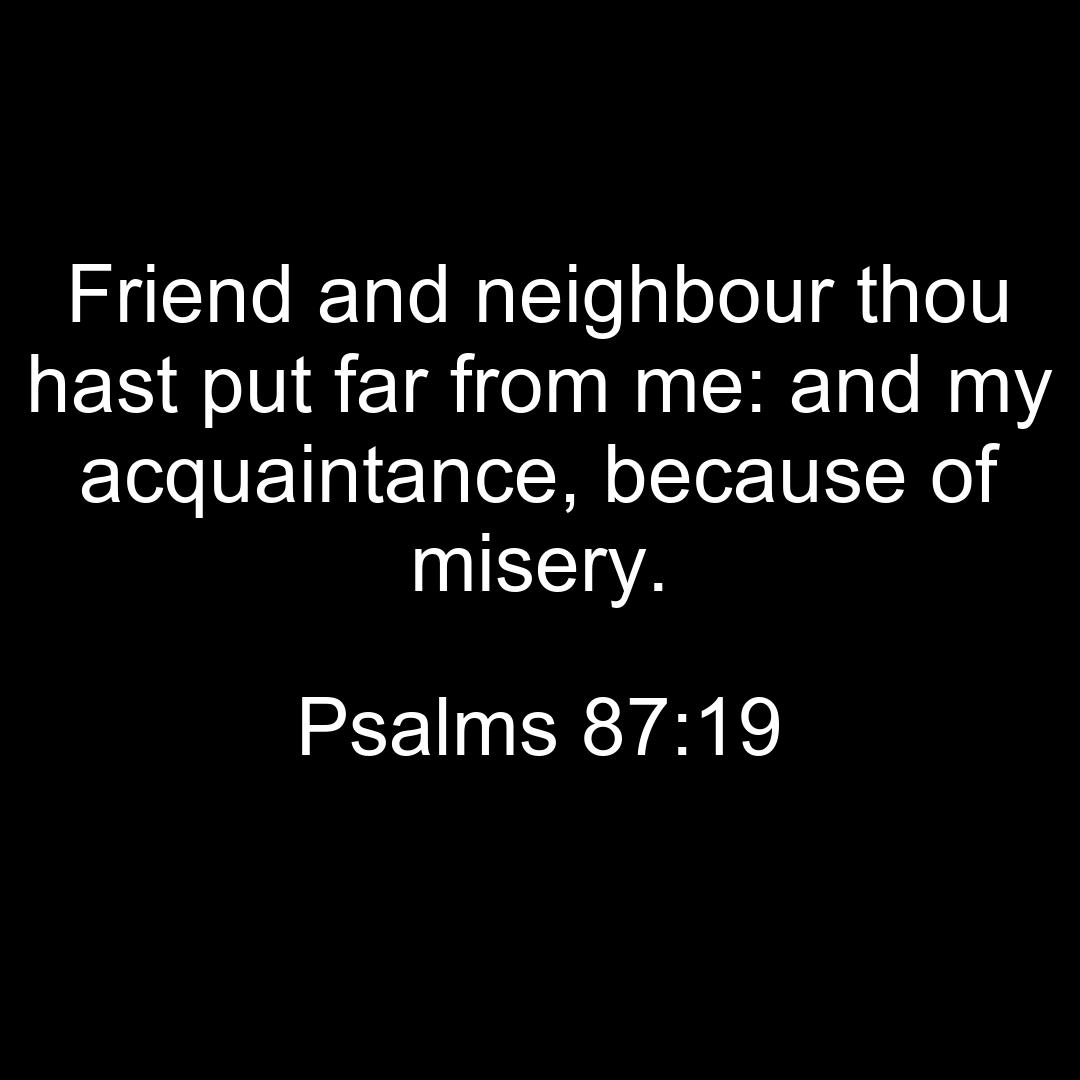 Friend and neighbour thou
hast put far from me: and my
acquaintance, because of
misery.
Psalms 87:19